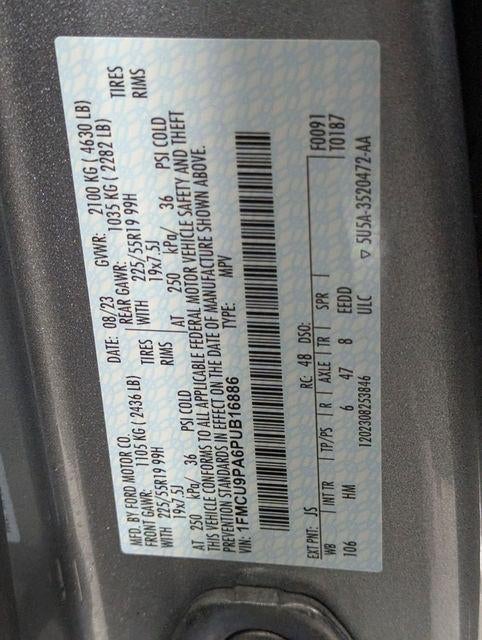 MFD. BY FORD MOTOR CO.
DATE: 08/23 GVWR: 2100 KG ( 4630 LB)
FRONT GAWR: 1105 KG ( 2436 LB) REAR GAWR: 1035 KG ( 2282 LB)
WITH 225/55R19 99H TIRES WITH 225/55R19 99H TIRES
19x7.5J RIMS 19x7.5J RIMS
AT 250 kPa/ 36 PSI COLD AT 250 kPa/ 36 PSI COLD
THIS VEHICLE CONFORMS TO ALL APPLICABLE FEDERAL MOTOR VEHICLE SAFETY AND THEFT
PREVENTION STANDARDS IN EFFECT ON THE DATE OF MANUFACTURE SHOWN ABOVE.
VIN: 1FMCU9PA6PUB16886 TYPE: MPV
F0091
T0187
EXT PNT: JS RC: 48 DSO:
WB INT TR TP/PS R AXLE TR SPR
106 HM 6 47 8 EEDD
1202308253846 ULC ▽ 5U5A-3520472-AA